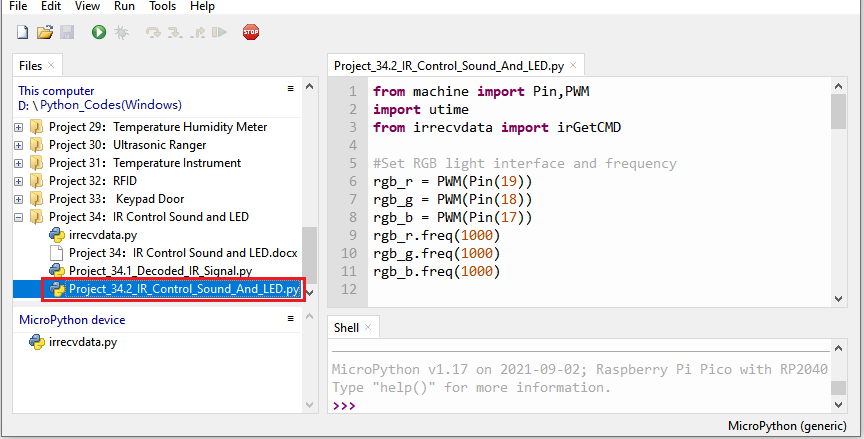 File Edit View Run Tools Help
STOP
Files
This computer
D: \ Python_Codes(Windows)
Project 29：Temperature Humidity Meter
Project 30：Ultrasonic Ranger
Project 31：Temperature Instrument
Project 32：RFID
Project 33： Keypad Door
Project 34：IR Control Sound and LED
irrecvdata.py
Project 34：IR Control Sound and LED.docx
Project_34.1_Decoded_IR_Signal.py
Project_34.2_IR_Control_Sound_And_LED.py
MicroPython device
irrecvdata.py
Project_34.2_IR_Control_Sound_And_LED.py
1 from machine import Pin,PWM
2 import utime
3 from irrecvdata import irGetCMD
4
5 #Set RGB light interface and frequency
6 rgb_r = PWM(Pin(19))
7 rgb_g = PWM(Pin(18))
8 rgb_b = PWM(Pin(17))
9 rgb_r.freq(1000)
10 rgb_g.freq(1000)
11 rgb_b.freq(1000)
12
Shell
MicroPython v1.17 on 2021-09-02; Raspberry Pi Pico with RP2040
Type "help()" for more information.
>>>
MicroPython (generic)